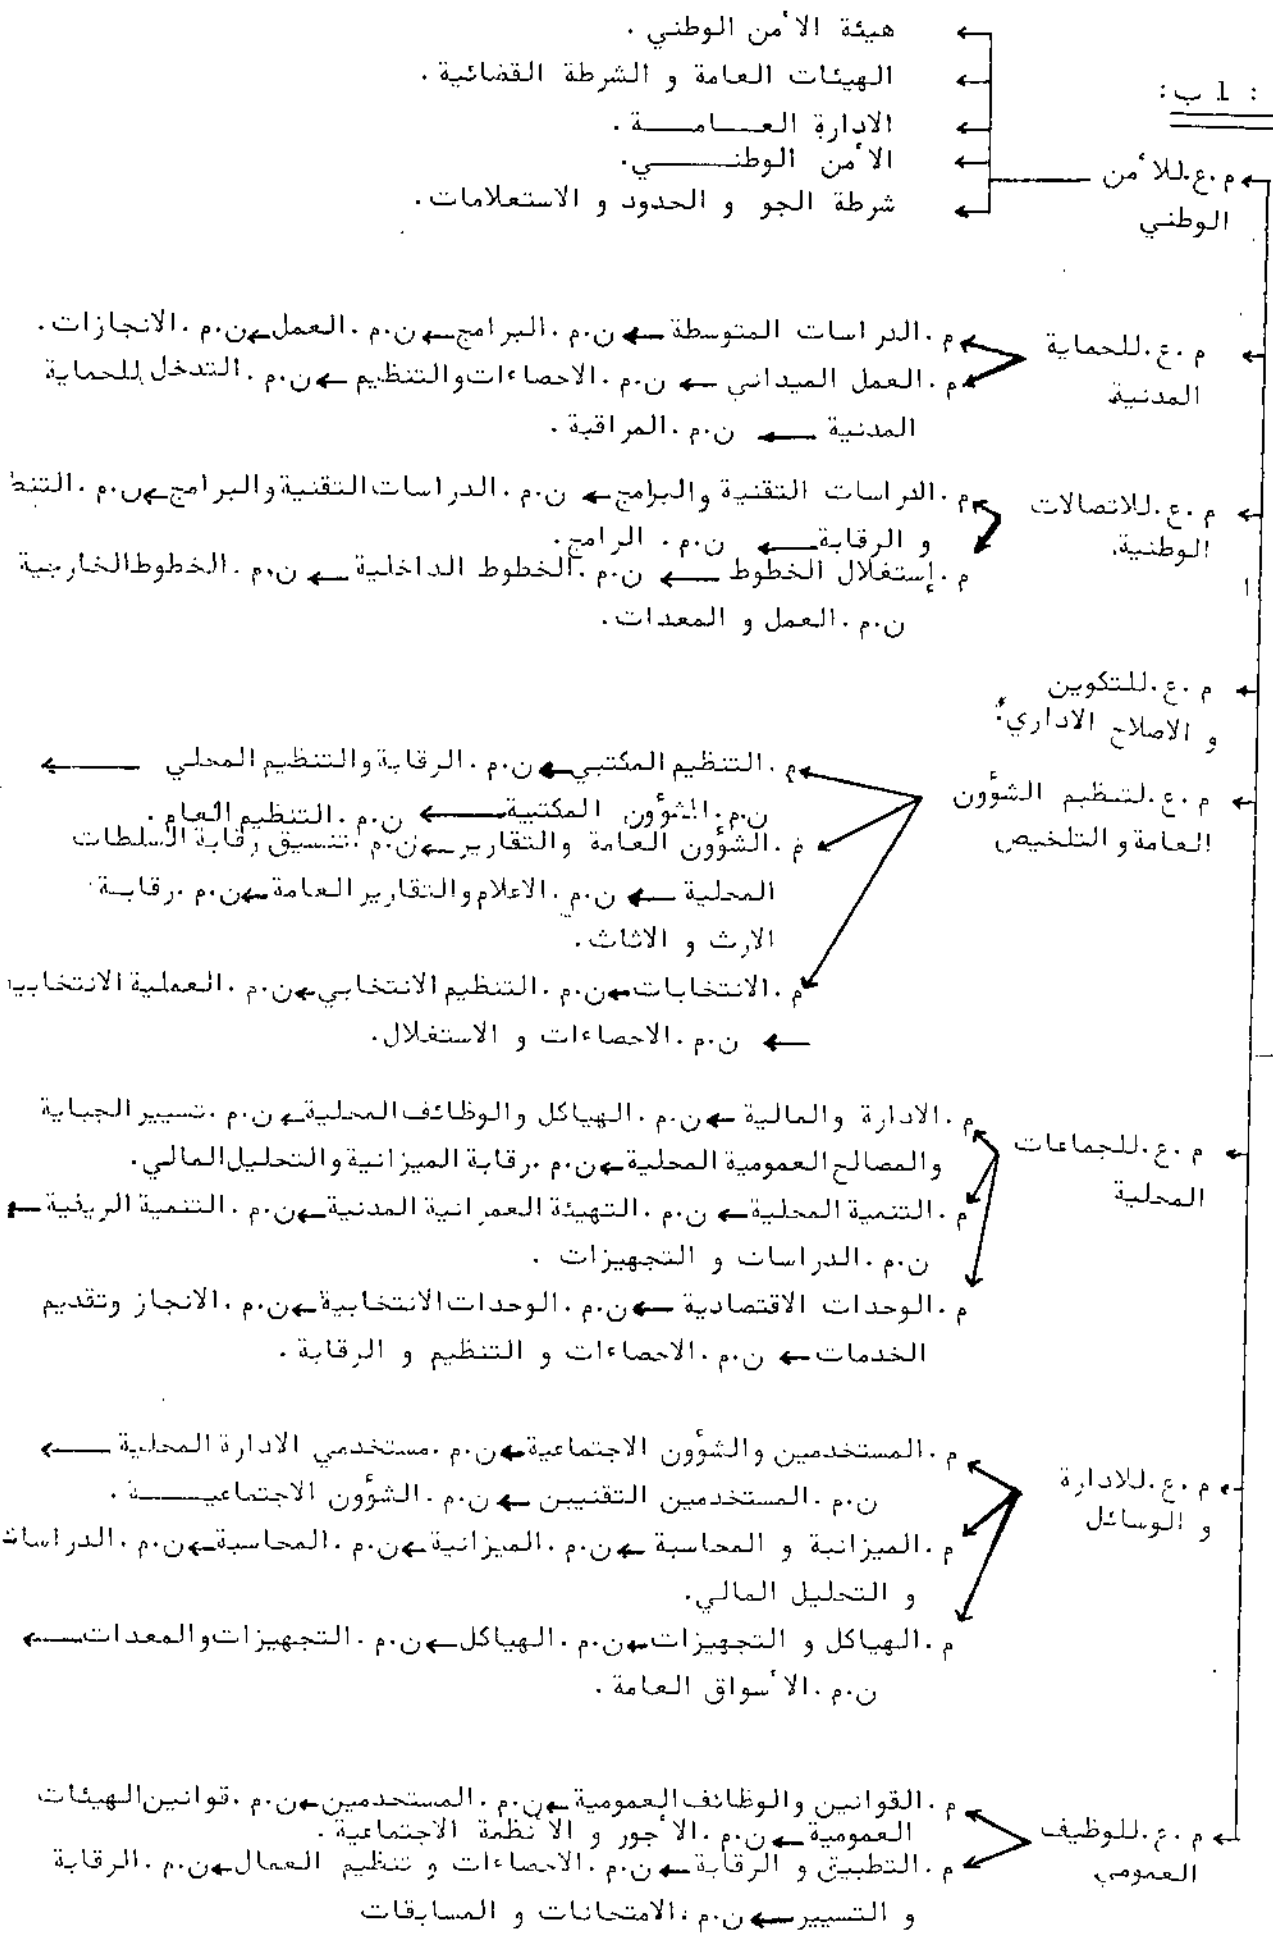 : 1 ب:
م.ع.للأمن
الوطني
هيئة الأمن الوطني.
الهيئات العامة و الشرطة القضائية.
الادارة العـــامــــة.
الأمن الوطنـــــي.
شرطة الجو و الحدود و الاستعلامات.
م.ع.للحماية
المدنية
م.الدراسات المتوسطة ← ن.م.البرامج ← ن.م.العمل ← ن.م.الانجازات.
م.العمل الميداني ← ن.م.الاحصاءات والتنظيم ← ن.م.التدخل للحماية
المدنية ← ن.م.المراقبة.
م.ع.للاتصالات
الوطنية.
م.الدراسات التقنية والبرامج ← ن.م.الدراسات التقنية والبرامج ← ن.م.التنظ
و الرقابة ← ن.م.الرامج.
م.إستغلال الخطوط ← ن.م.الخطوط الداخلية ← ن.م.الخطوط الخارجية
ن.م.العمل و المعدات.
م.ع.للتكوين
و الاصلاح الاداري.
م.ع.لتنظيم الشؤون
العامة و التلخيص
م.التنظيم المكتبي ← ن.م.الرقابة والتنظيم المحلي ←
ن.م.الشؤون المكتبية ← ن.م.التنظيم العام.
م.الشؤون العامة والتقارير ← ن.م.تنسيق رقابة السلطات
المحلية ← ن.م.الاعلام والتقارير العامة ← ن.م.رقابـة
الارث و الاثاث.
م.الانتخابات ← ن.م.التنظيم الانتخابي ← ن.م.العملية الانتخابية
← ن.م.الاحصاءات و الاستغلال.
م.ع.للجماعات
المحلية
م.الادارة والمالية ← ن.م.الهياكل والوظائف المحلية ← ن.م.تسيير الجباية
والمصالح العمومية المحلية ← ن.م.رقابة الميزانية والتحليل المالي.
م.التنمية المحلية ← ن.م.التهيئة العمرانية المدنية ← ن.م.التنمية الريفية ←
ن.م.الدراسات و التجهيزات.
م.الوحدات الاقتصادية ← ن.م.الوحدات الانتخابية ← ن.م.الانجاز وتقديم
الخدمات ← ن.م.الاحصاءات و التنظيم و الرقابة.
م.ع.للادارة
و الوسائل
م.المستخدمين والشؤون الاجتماعية ← ن.م.مستخدمي الادارة المحلية ←
ن.م.المستخدمين التقنيين ← ن.م.الشؤون الاجتماعيــــة.
م.الميزانية و المحاسبة ← ن.م.الميزانية ← ن.م.المحاسبة ← ن.م.الدراسات
و التحليل المالي.
م.الهياكل و التجهيزات ← ن.م.الهياكل ← ن.م.التجهيزات والمعدات ←
ن.م.الأسواق العامة.
م.ع.للوظيف
العمومي
م.القوانين والوظائف العمومية ← ن.م.المستخدمين ← ن.م.قوانين الهيئات
العمومية ← ن.م.الأجور و الأنظمة الاجتماعية.
م.التطبيق و الرقابة ← ن.م.الاحصاءات و تنظيم العمال ← ن.م.الرقابة
و التسيير ← ن.م.الامتحانات و المسابقات